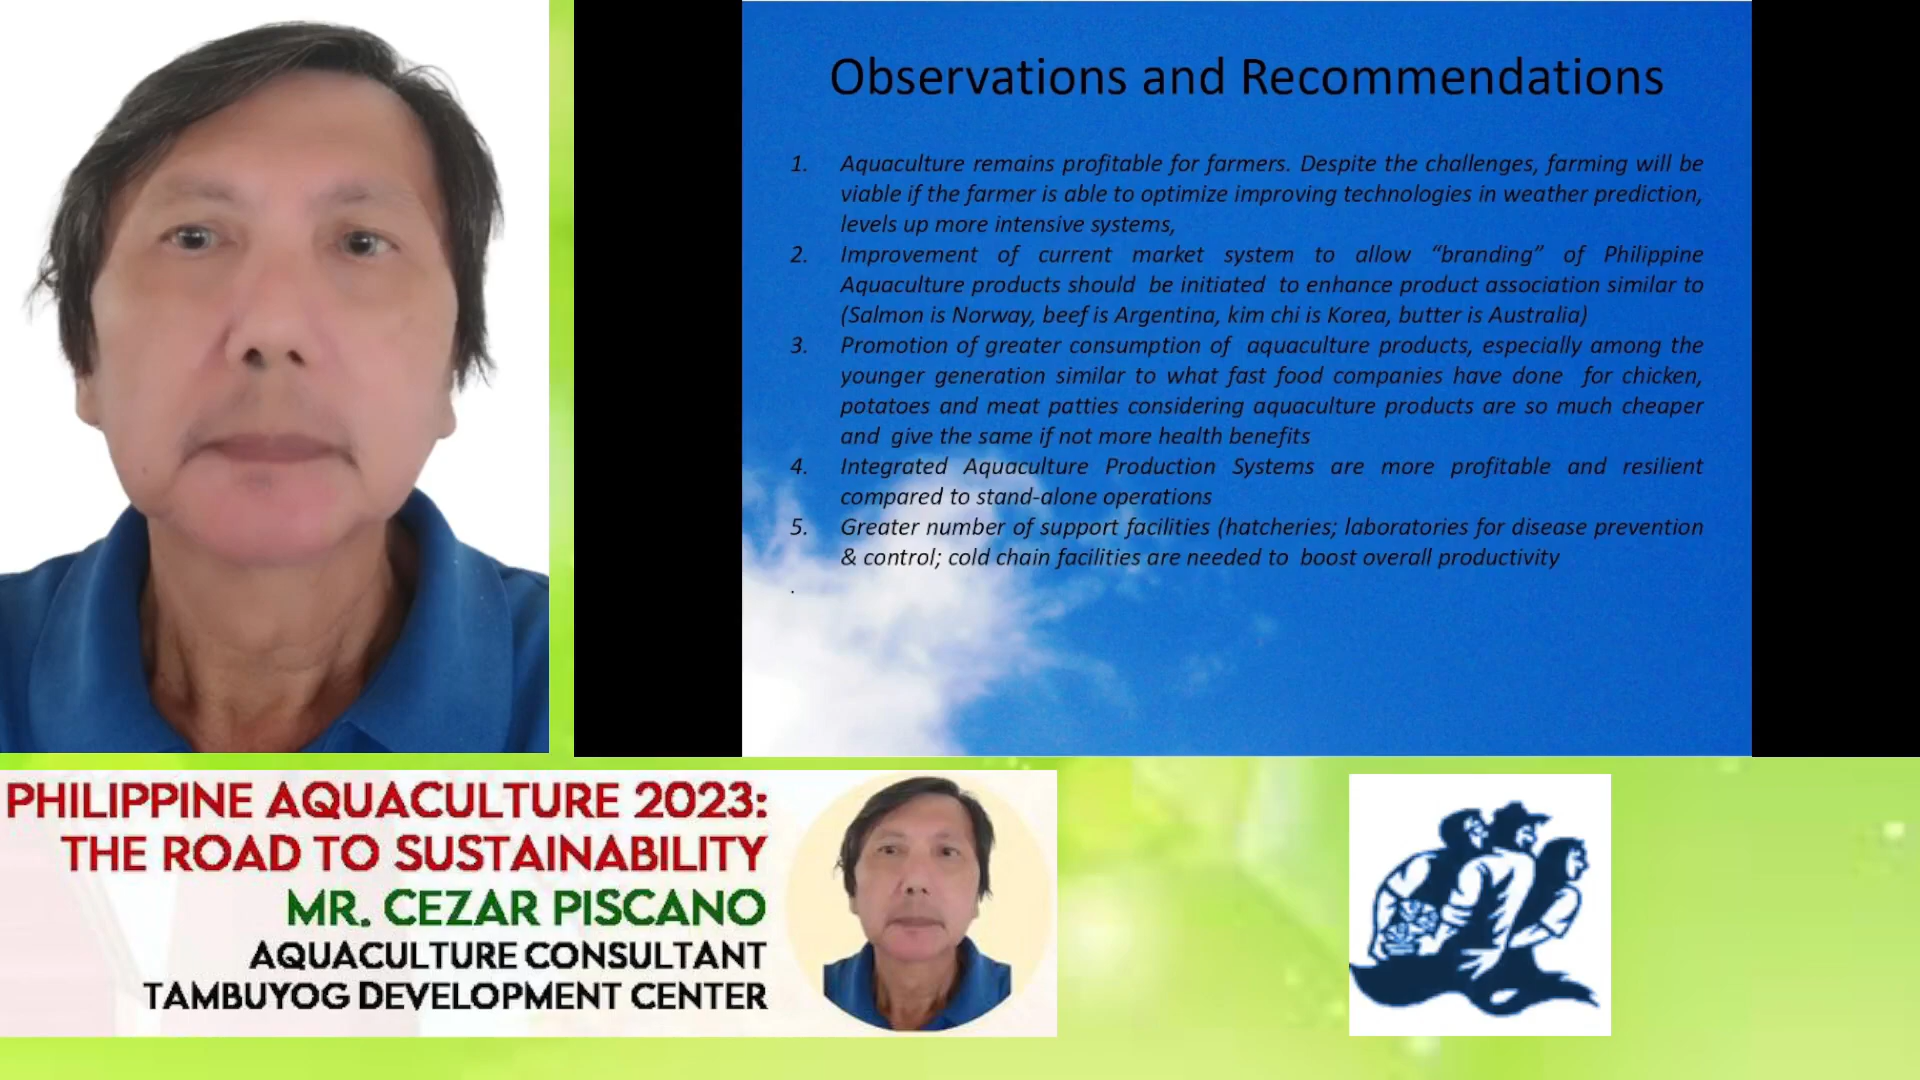 Observations and Recommendations
1. Aquaculture remains profitable for farmers. Despite the challenges, farming will be
viable if the farmer is able to optimize improving technologies in weather prediction,
levels up more intensive systems,
2. Improvement of current market system to allow “branding” of Philippine
Aquaculture products should be initiated to enhance product association similar to
(Salmon is Norway, beef is Argentina, kim chi is Korea, butter is Australia)
3. Promotion of greater consumption of aquaculture products, especially among the
younger generation similar to what fast food companies have done for chicken,
potatoes and meat patties considering aquaculture products are so much cheaper
and give the same if not more health benefits
4. Integrated Aquaculture Production Systems are more profitable and resilient
compared to stand-alone operations
5. Greater number of support facilities (hatcheries; laboratories for disease prevention
& control; cold chain facilities are needed to boost overall productivity
.
PHILIPPINE AQUACULTURE 2023:
THE ROAD TO SUSTAINABILITY
MR. CEZAR PISCANO
AQUACULTURE CONSULTANT
TAMBUYOG DEVELOPMENT CENTER